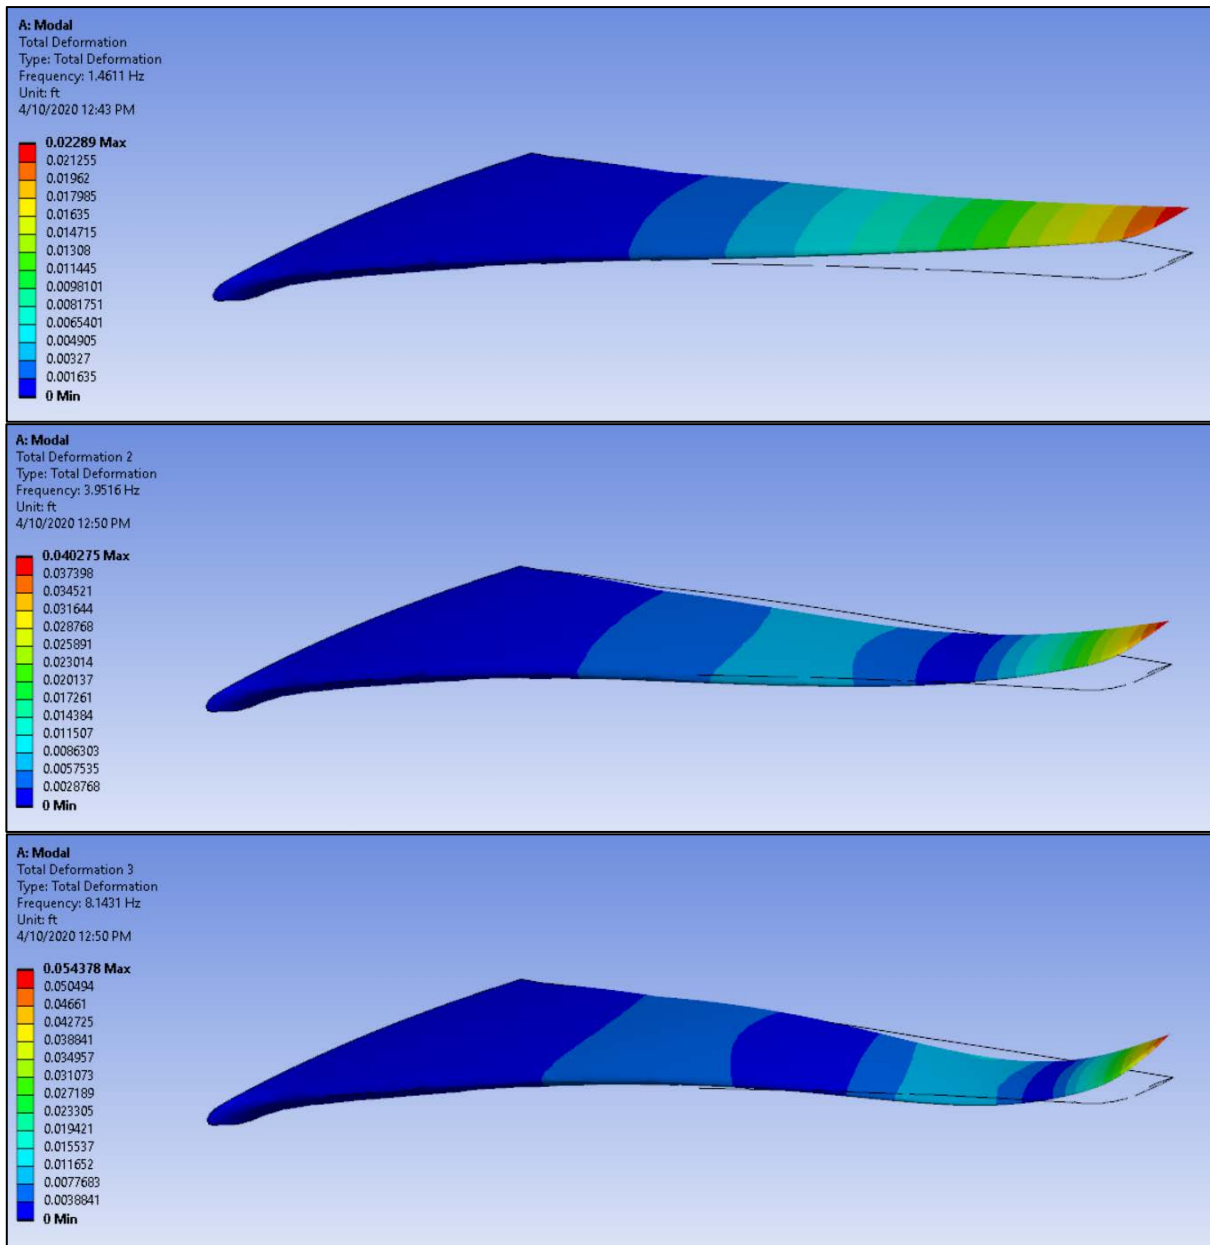 A: Modal
Total Deformation
Type: Total Deformation
Frequency: 1.4611 Hz
Unit: ft
4/10/2020 12:43 PM
0.02289 Max
0.021255
0.01962
0.017985
0.01635
0.014715
0.01308
0.011445
0.0098101
0.0081751
0.0065401
0.004905
0.00327
0.001635
0 Min
A: Modal
Total Deformation 2
Type: Total Deformation
Frequency: 3.9516 Hz
Unit: ft
4/10/2020 12:50 PM
0.040275 Max
0.037398
0.034521
0.031644
0.028768
0.025891
0.023014
0.020137
0.017261
0.014384
0.011507
0.0086303
0.0057535
0.0028768
0 Min
A: Modal
Total Deformation 3
Type: Total Deformation
Frequency: 8.1431 Hz
Unit: ft
4/10/2020 12:50 PM
0.054378 Max
0.050494
0.04661
0.042725
0.038841
0.034957
0.031073
0.027189
0.023305
0.019421
0.015537
0.011652
0.0077683
0.0038841
0 Min